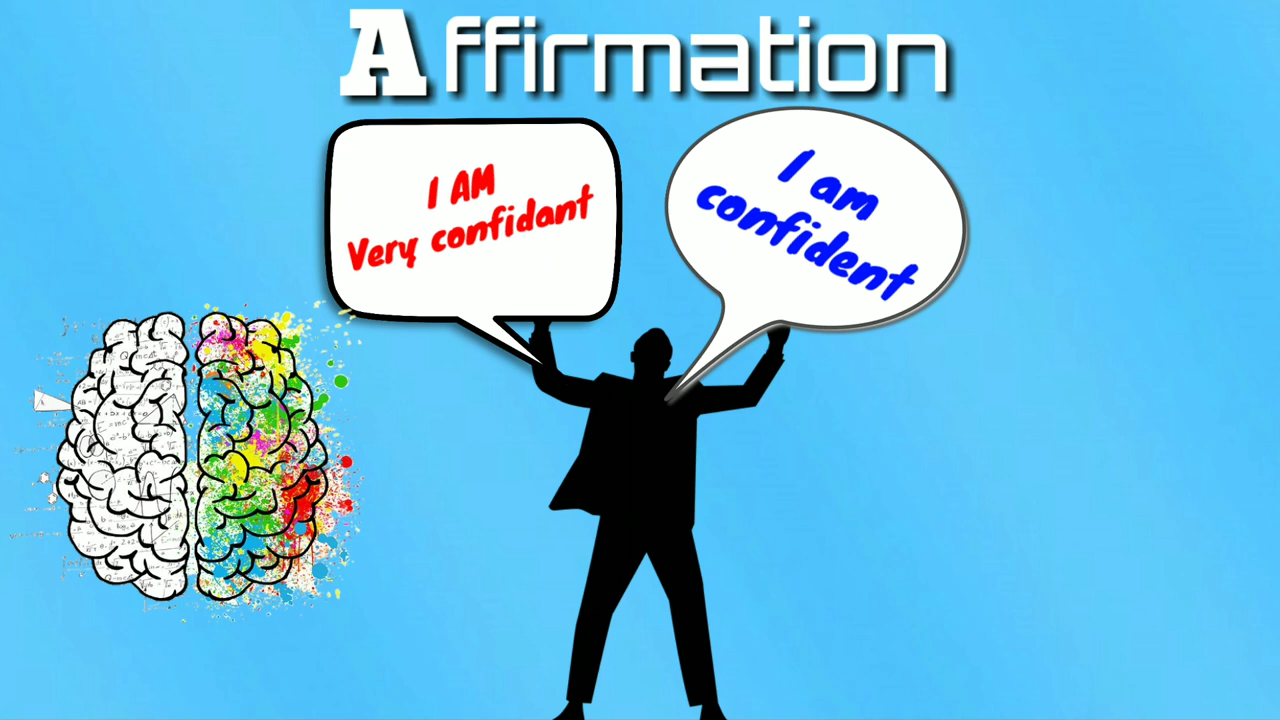 Affirmation
I AM
Very confidant
I am
confident